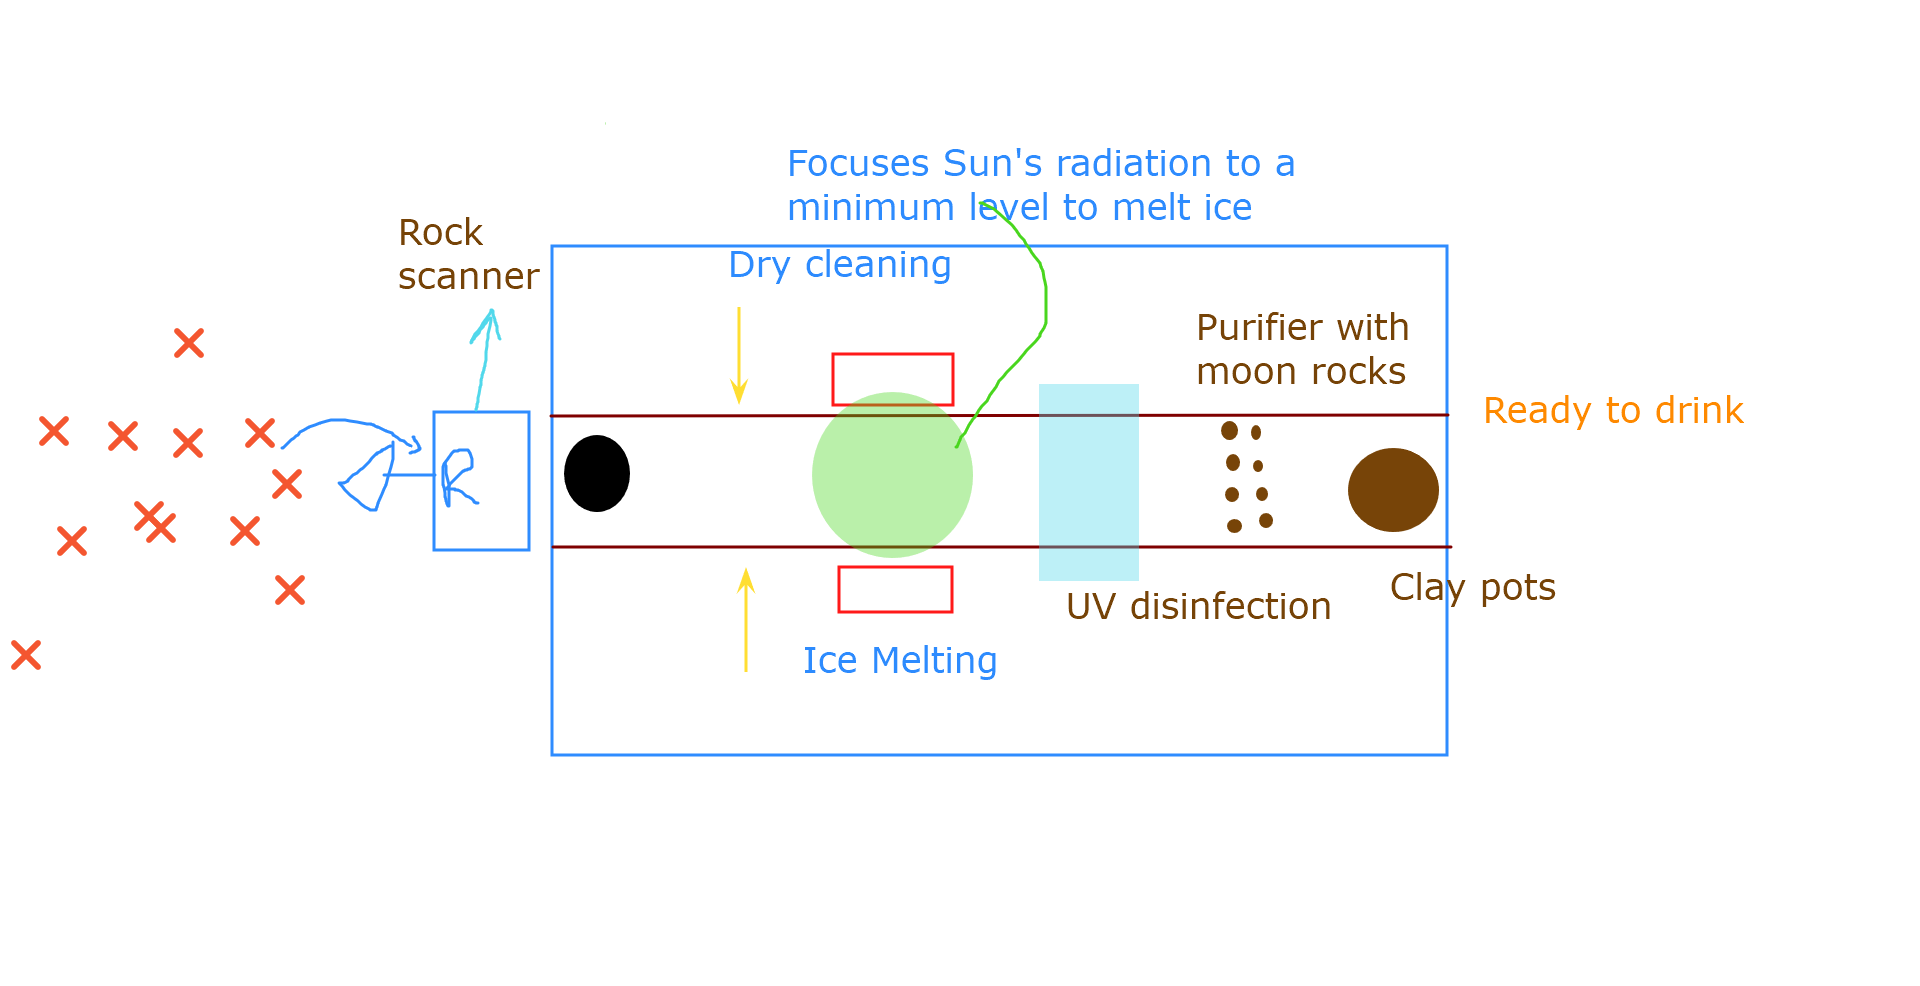 Focuses Sun's radiation to a
minimum level to melt ice
Rock
scanner
Dry cleaning
Purifier with
moon rocks
Ready to drink
R
Clay pots
UV disinfection
Ice Melting